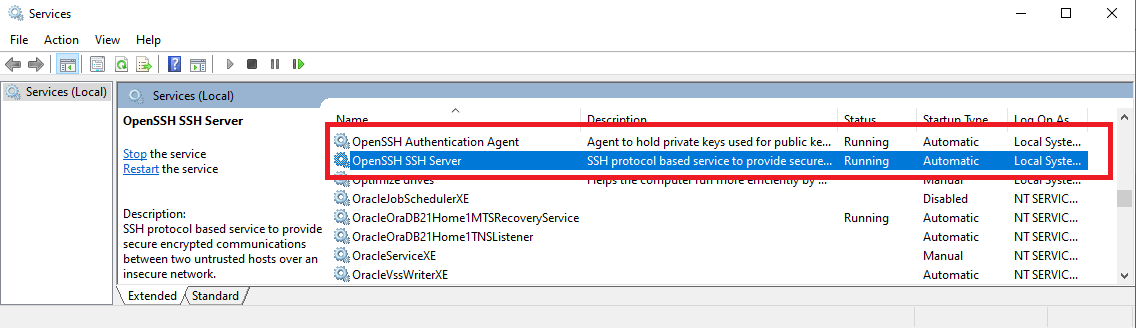 Services
File Action View Help
Services (Local)
Services (Local)
OpenSSH SSH Server
Stop the service
Restart the service
Description:
SSH protocol based service to provide
secure encrypted communications
between two untrusted hosts over an
insecure network.
Name Description Status Startup Type Log On As
OpenSSH Authentication Agent Agent to hold private keys used for public ke... Running Automatic Local Syste...
OpenSSH SSH Server SSH protocol based service to provide secure... Running Automatic Local Syste...
Optimize drives Helps the computer run more efficiently by ... Manual Local Syste...
OracleJobSchedulerXE Disabled NT SERVIC...
OracleOraDB21Home1MTSRecoveryService Running Automatic NT SERVIC...
OracleOraDB21Home1TNSListener Automatic NT SERVIC...
OracleServiceXE Manual NT SERVIC...
OracleVssWriterXE Automatic NT SERVIC...
Extended Standard